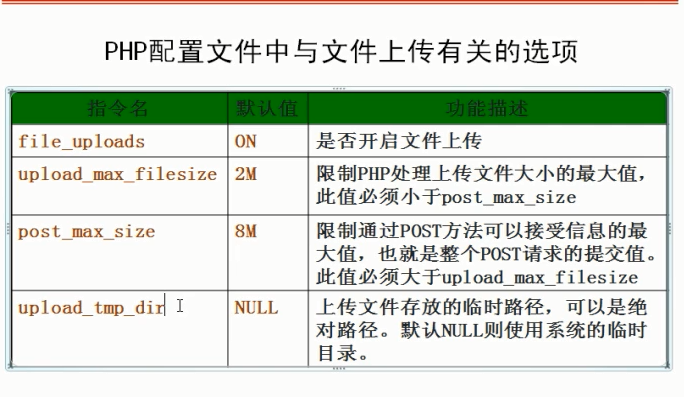 PHP配置文件中与文件上传有关的选项
指令名 默认值 功能描述
file_uploads ON 是否开启文件上传
upload_max_filesize 2M 限制PHP处理上传文件大小的最大值，
此值必须小于post_max_size
post_max_size 8M 限制通过POST方法可以接受信息的最
大值，也就是整个POST请求的提交值。
此值必须大于upload_max_filesize
upload_tmp_dir NULL 上传文件存放的临时路径，可以是绝
对路径。默认NULL则使用系统的临时
目录。